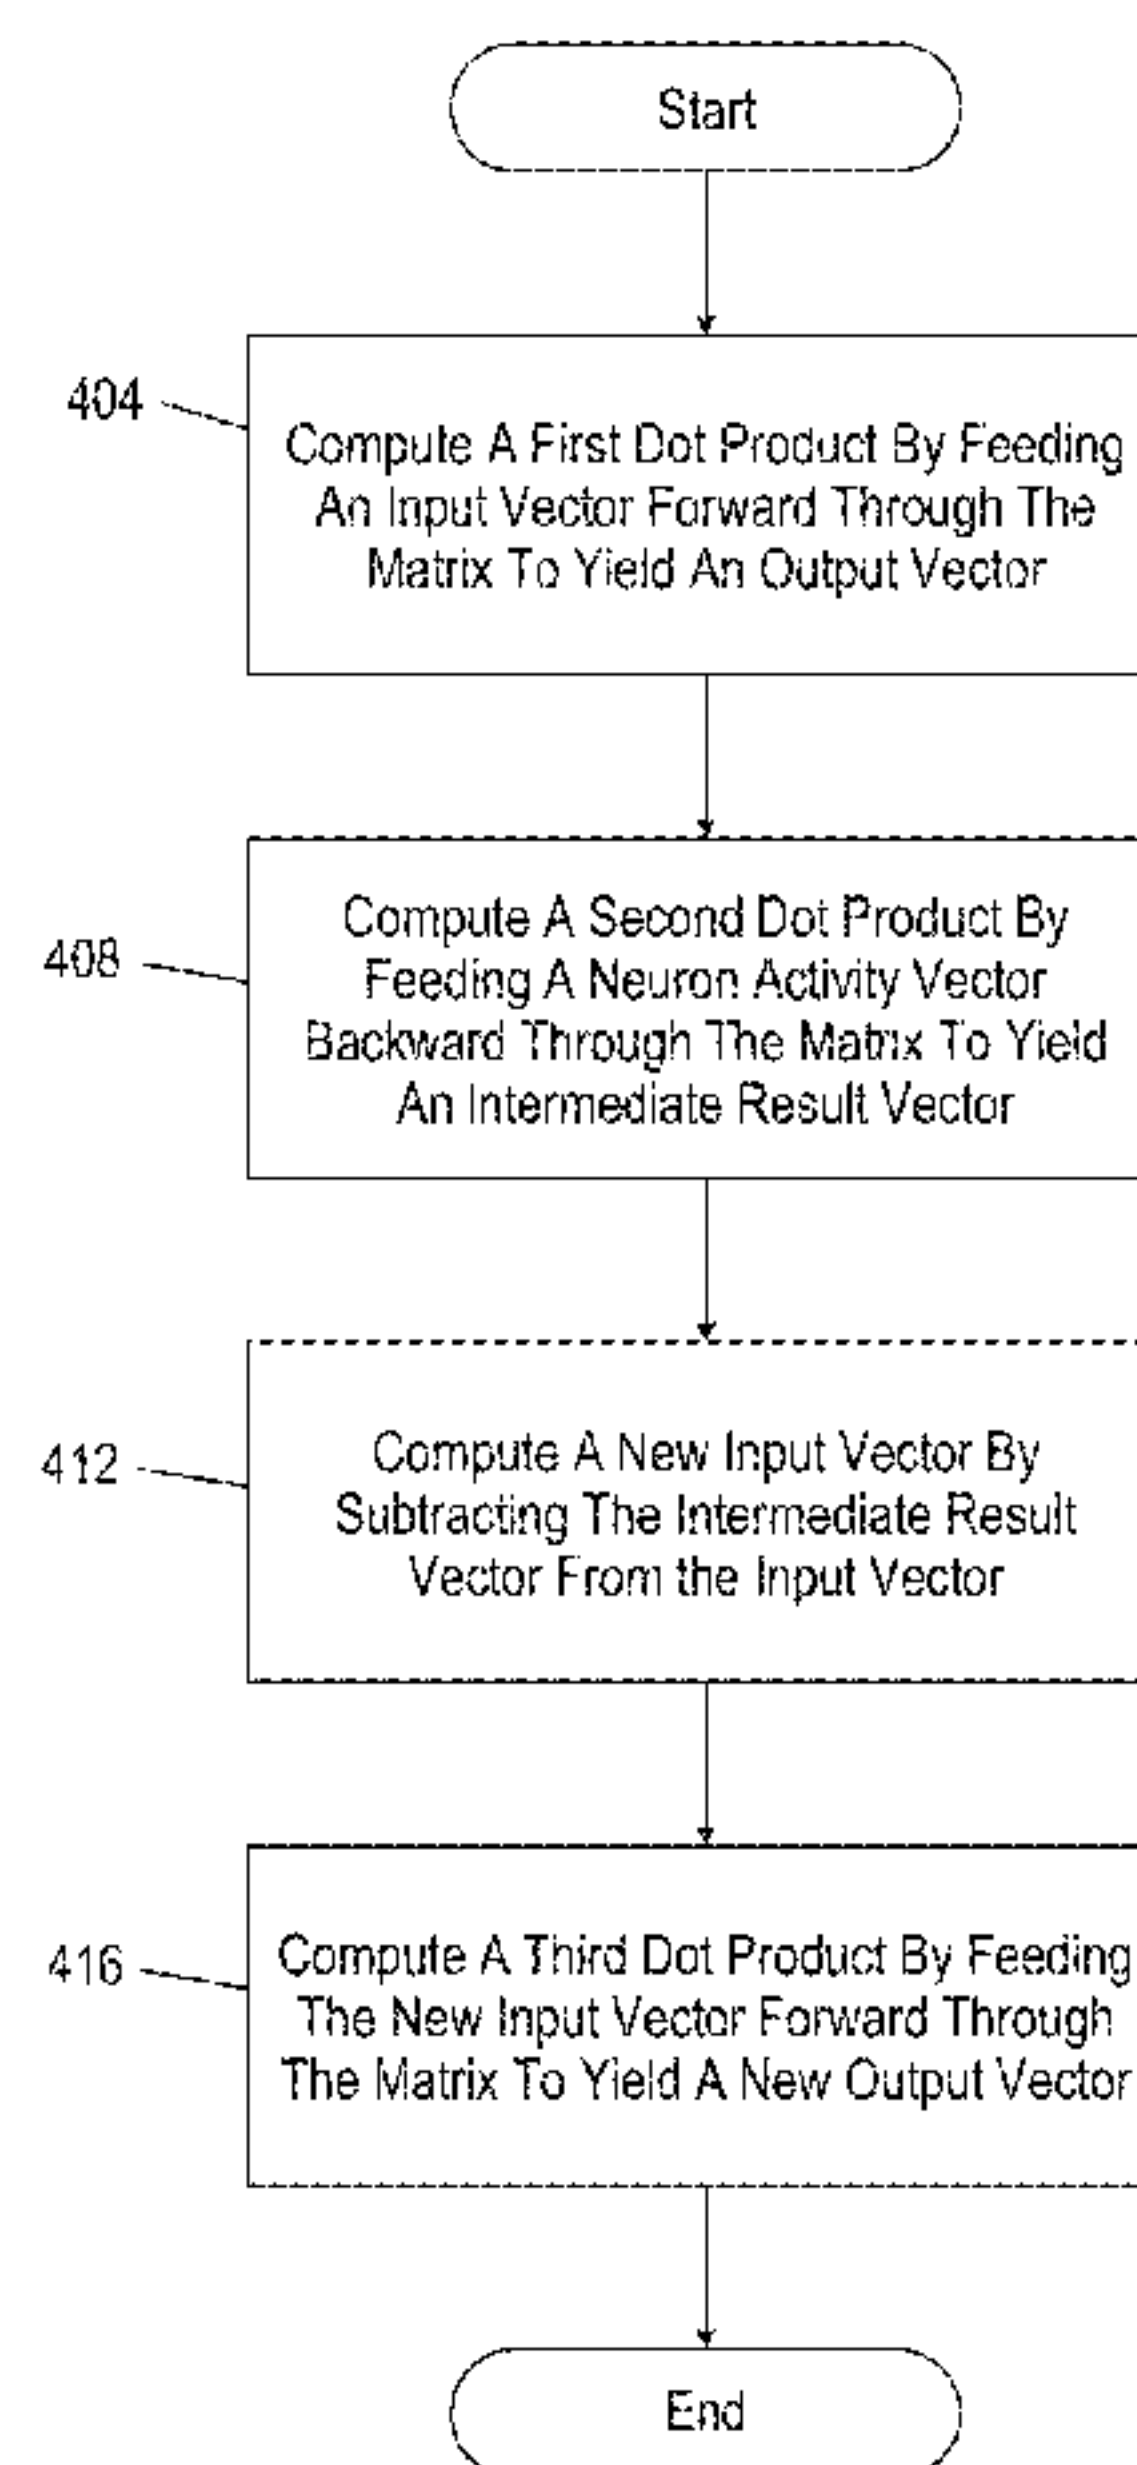 Start
404
Compute A First Dot Product By Feeding
An Input Vector Forward Through The
Matrix To Yield An Output Vector
408
Compute A Second Dot Product By
Feeding A Neuron Activity Vector
Backward Through The Matrix To Yield
An Intermediate Result Vector
412
Compute A New Input Vector By
Subtracting The Intermediate Result
Vector From the Input Vector
416
Compute A Third Dot Product By Feeding
The New Input Vector Forward Through
The Matrix To Yield A New Output Vector
End